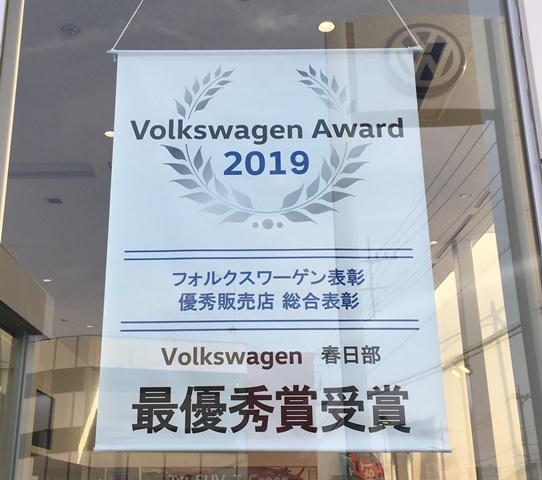 Volkswagen Award
2019
フォルクスワーゲン表彰
優秀販売店 総合表彰
Volkswagen 春日部
最優秀賞受賞